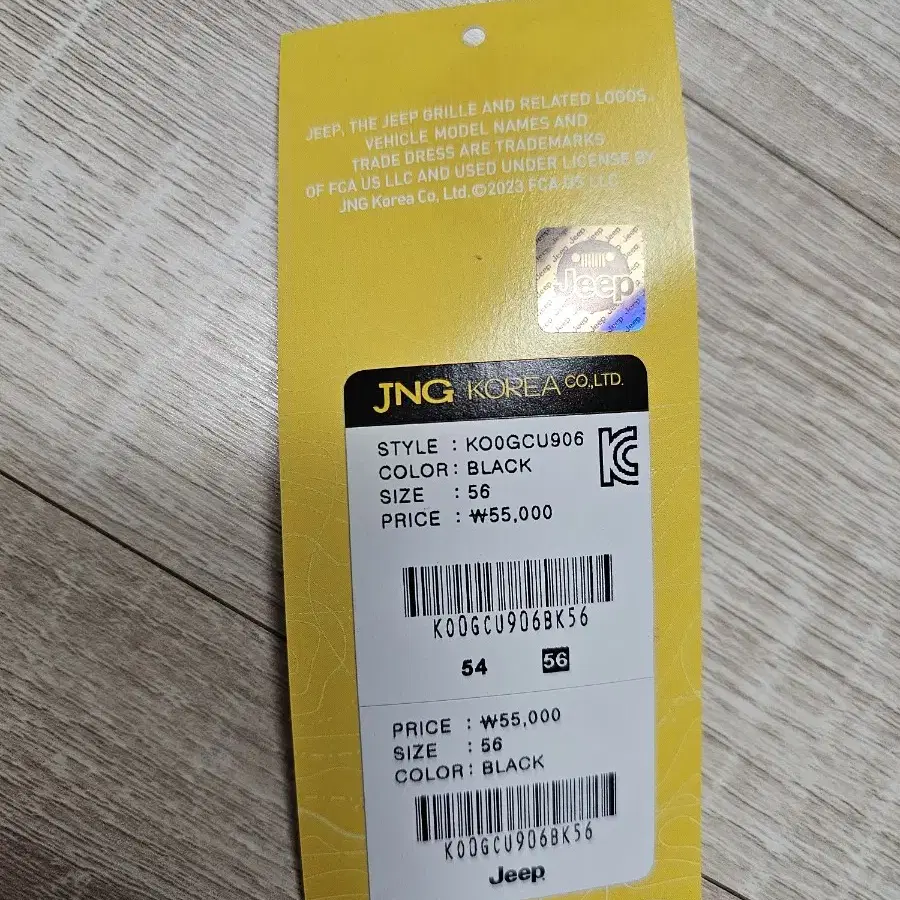 JEEP, THE JEEP GRILLE AND RELATED LOGOS,
VEHICLE MODEL NAMES AND
TRADE DRESS ARE TRADEMARKS
OF FCA US LLC AND USED UNDER LICENSE BY
JNG Korea Co, Ltd. ©2023 FCA US LLC
Jeep
JNG KOREA CO.,LTD.
STYLE : KO0GCU906
COLOR : BLACK
SIZE : 56
PRICE : ₩55,000
KO0GCU906BK56
54 56
PRICE : ₩55,000
SIZE : 56
COLOR : BLACK
KO0GCU906BK56
Jeep